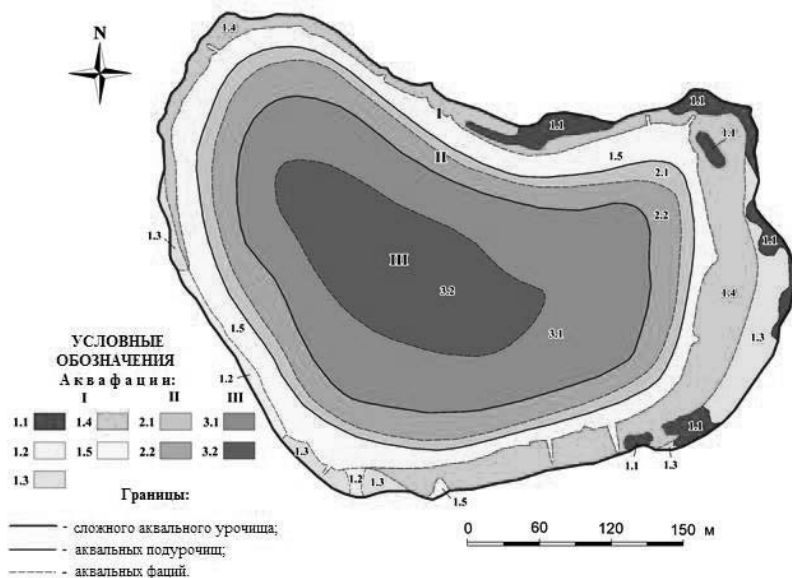 N
1.4
I
1.1
1.1
1.1
II
1.5
2.1
2.2
1.1
1.3
III
3.2
1.4
3.1
1.3
1.5
1.2
УСЛОВНЫЕ
ОБОЗНАЧЕНИЯ
Аквафации:
I II III
1.1 1.4 2.1 3.1
1.2 1.5 2.2 3.2
1.3
1.3
1.2
1.3
1.5
1.1
1.1
1.3
Границы:
- сложного аквального урочища;
- аквальных подурочищ;
- аквальных фаций.
0 60 120 150 м